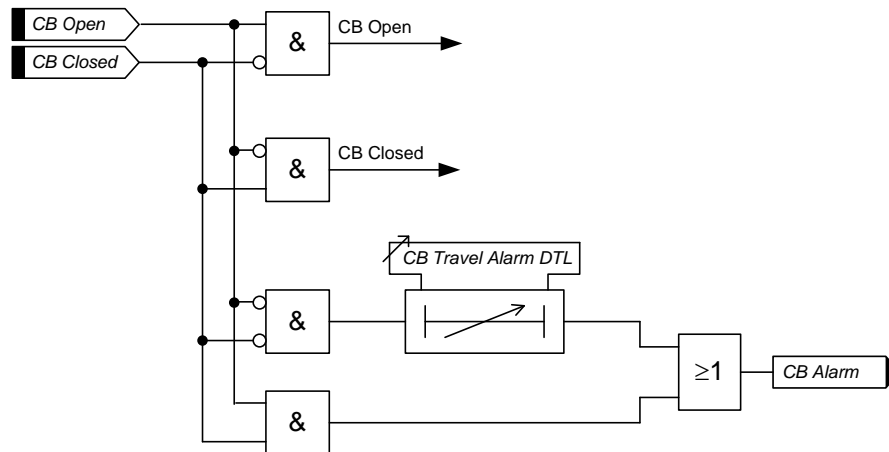 CB Open
CB Open
&
CB Closed
CB Closed
&
CB Travel Alarm DTL
&
≥1
CB Alarm
&